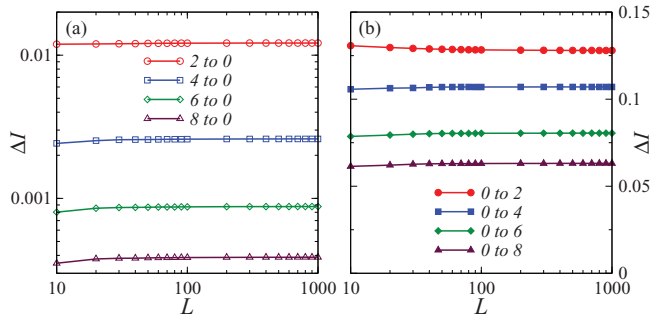 (a)
0.01
0.001
ΔI
2 to 0
4 to 0
6 to 0
8 to 0
10
100
1000
L
(b)
0.15
0.1
0.05
0
ΔI
0 to 2
0 to 4
0 to 6
0 to 8
10
100
1000
L